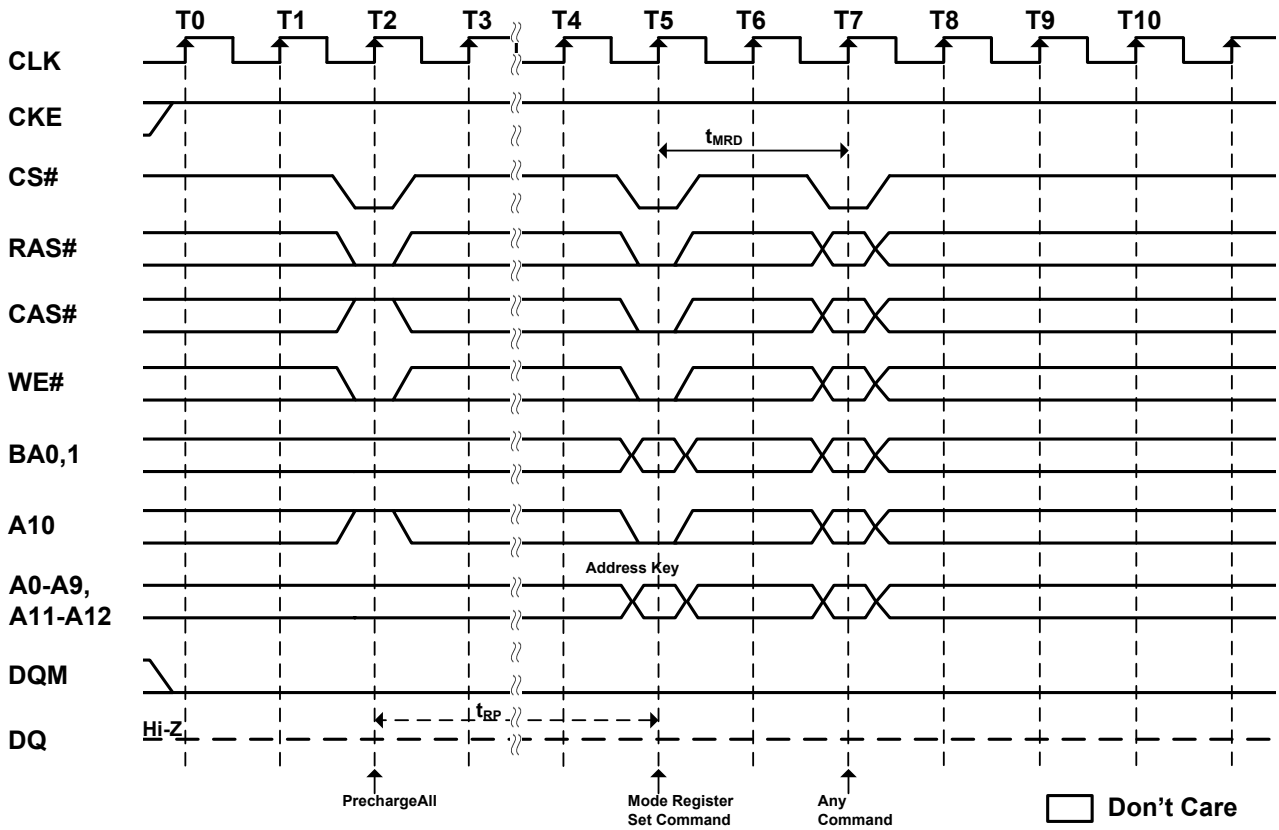 T0 T1 T2 T3 T4 T5 T6 T7 T8 T9 T10
CLK
CKE
tMRD
CS#
RAS#
CAS#
WE#
BA0,1
A10
Address Key
A0-A9,
A11-A12
DQM
tRP
Hi-Z
DQ
PrechargeAll
Mode Register
Set Command
Any
Command
Don't Care